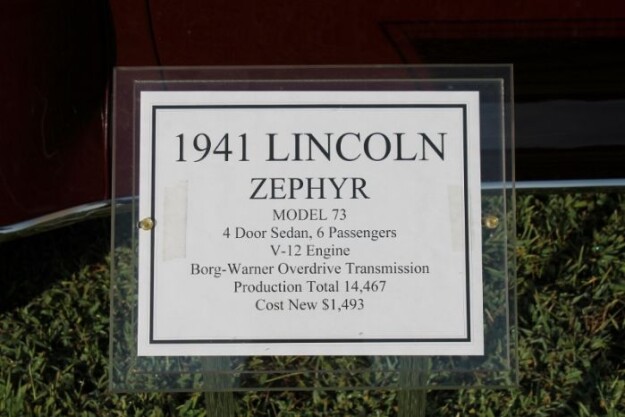 1941 LINCOLN
ZEPHYR
MODEL 73
4 Door Sedan, 6 Passengers
V-12 Engine
Borg-Warner Overdrive Transmission
Production Total 14,467
Cost New $1,493